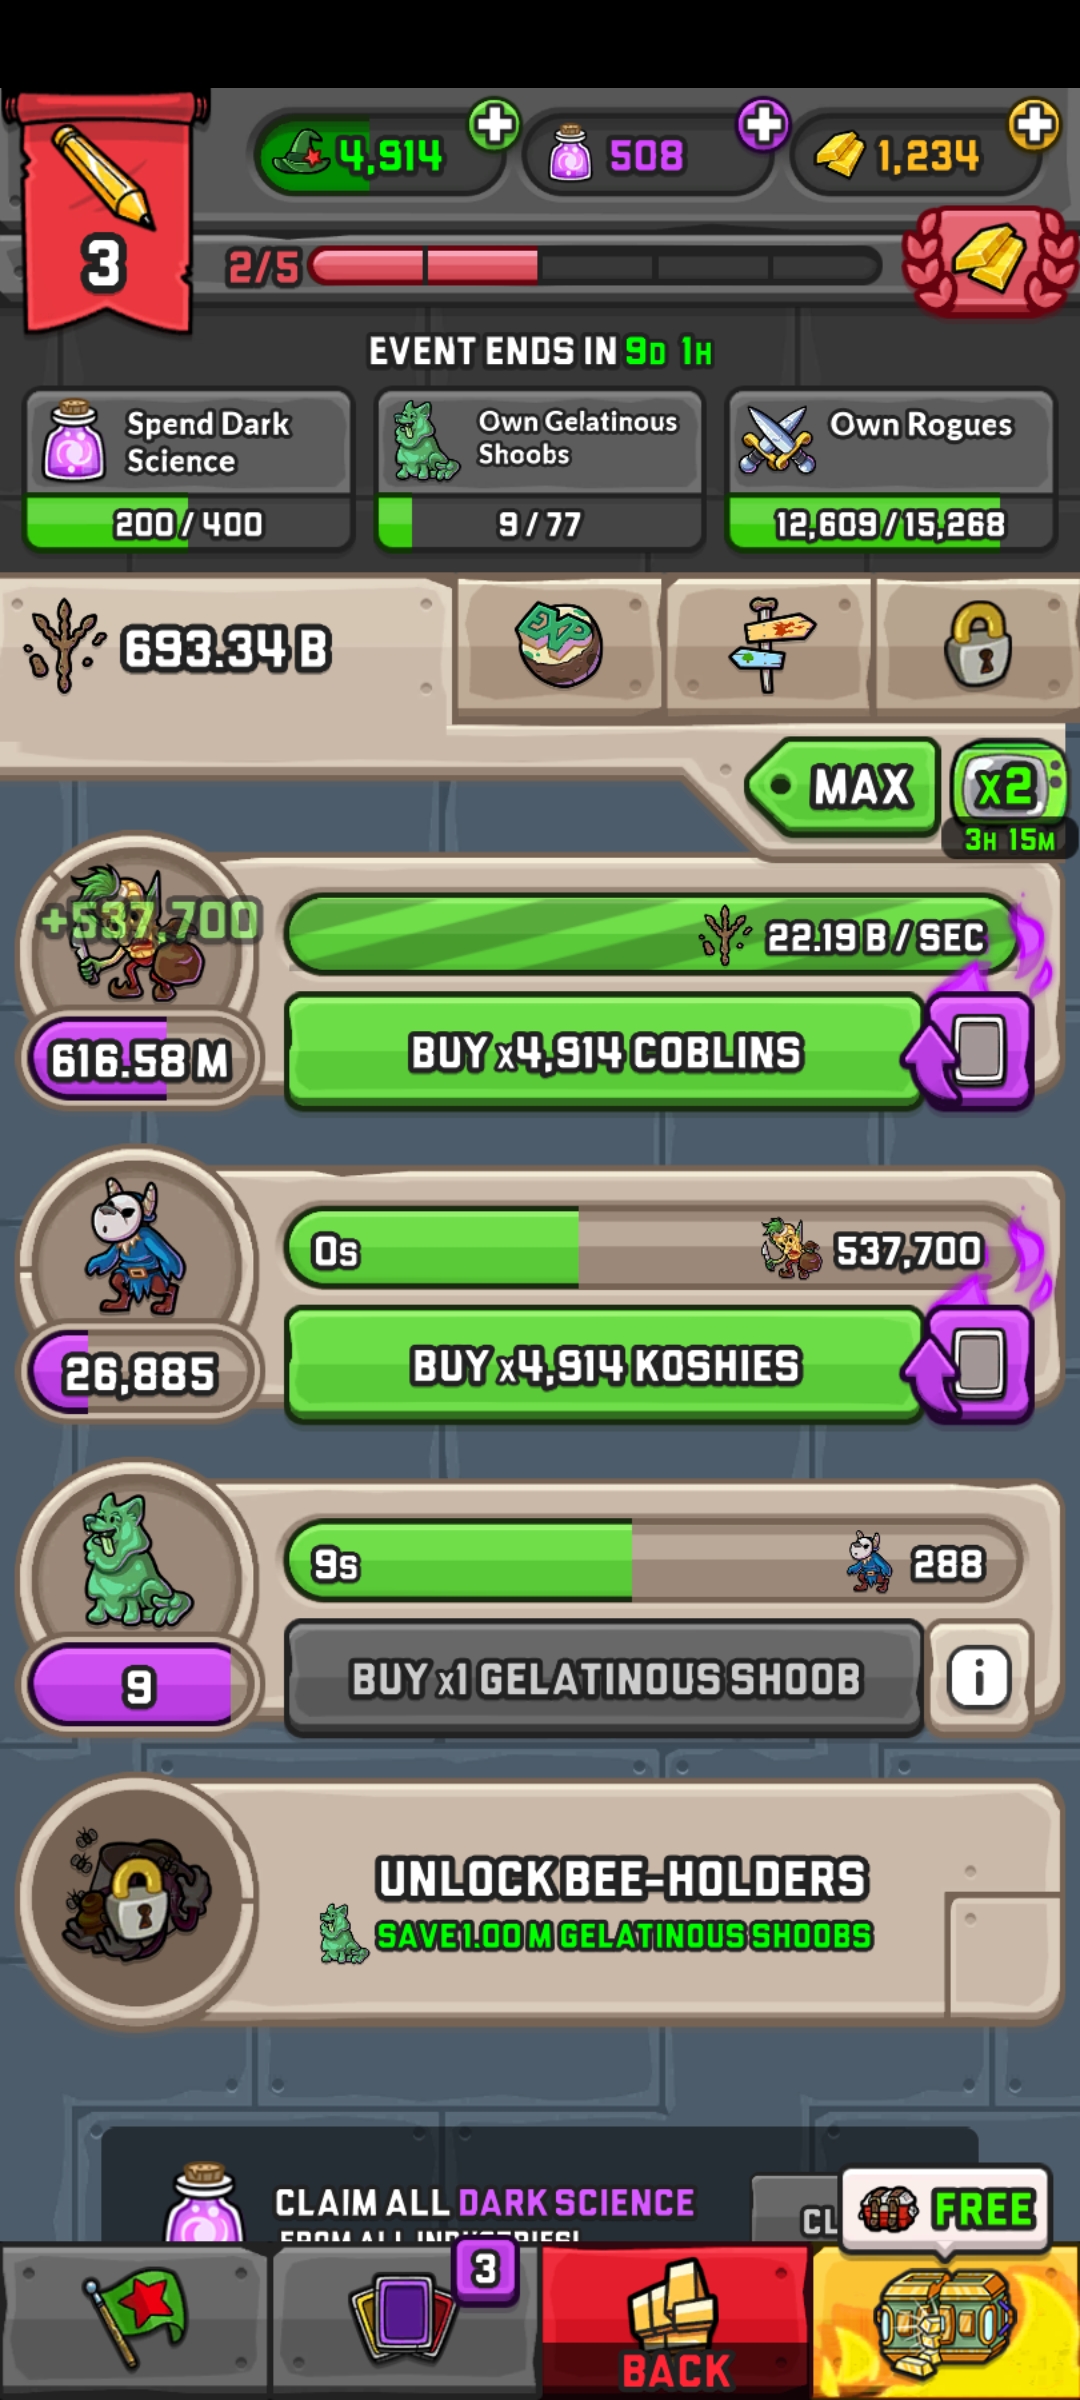 4,914
508
1,234
3
2/5
EVENT ENDS IN 9D 1H
Spend Dark
Science
200/400
Own Gelatinous
Shoobs
9/77
Own Rogues
12,609/15,268
693.34 B
EXP
MAX
x2
3H 15M
+537,700
22.19 B / SEC
616.58 M
BUY x4,914 COBLINS
0s
537,700
26,885
BUY x4,914 KOSHIES
9s
288
9
BUY x1 GELATINOUS SHOOB
i
UNLOCK BEE-HOLDERS
SAVE 1.00 M GELATINOUS SHOOBS
CLAIM ALL DARK SCIENCE
FROM ALL INDUSTRIES!
CL
FREE
3
BACK